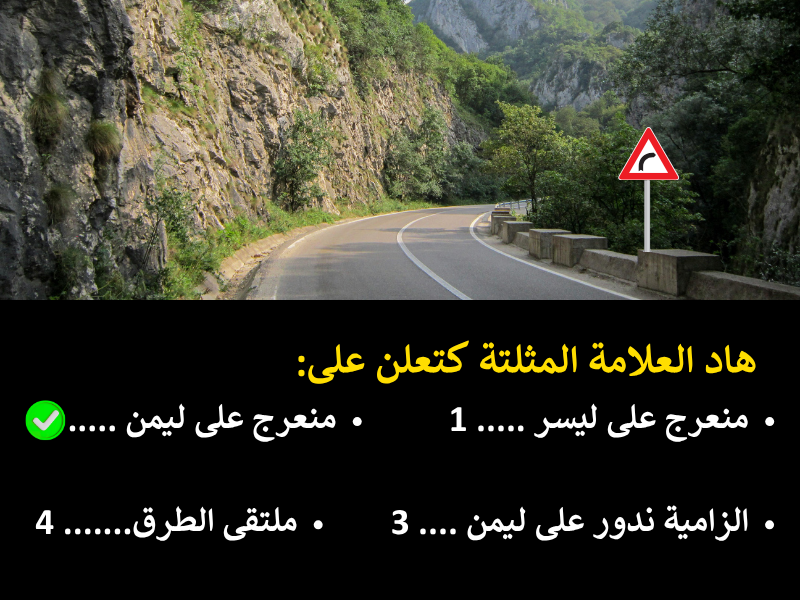 هاد العلامة المثلتة كتعلن على:
• منعرج على ليسر ..... 1
• منعرج على ليمن .....
• الزامية ندور على ليمن .... 3
• ملتقى الطرق....... 4